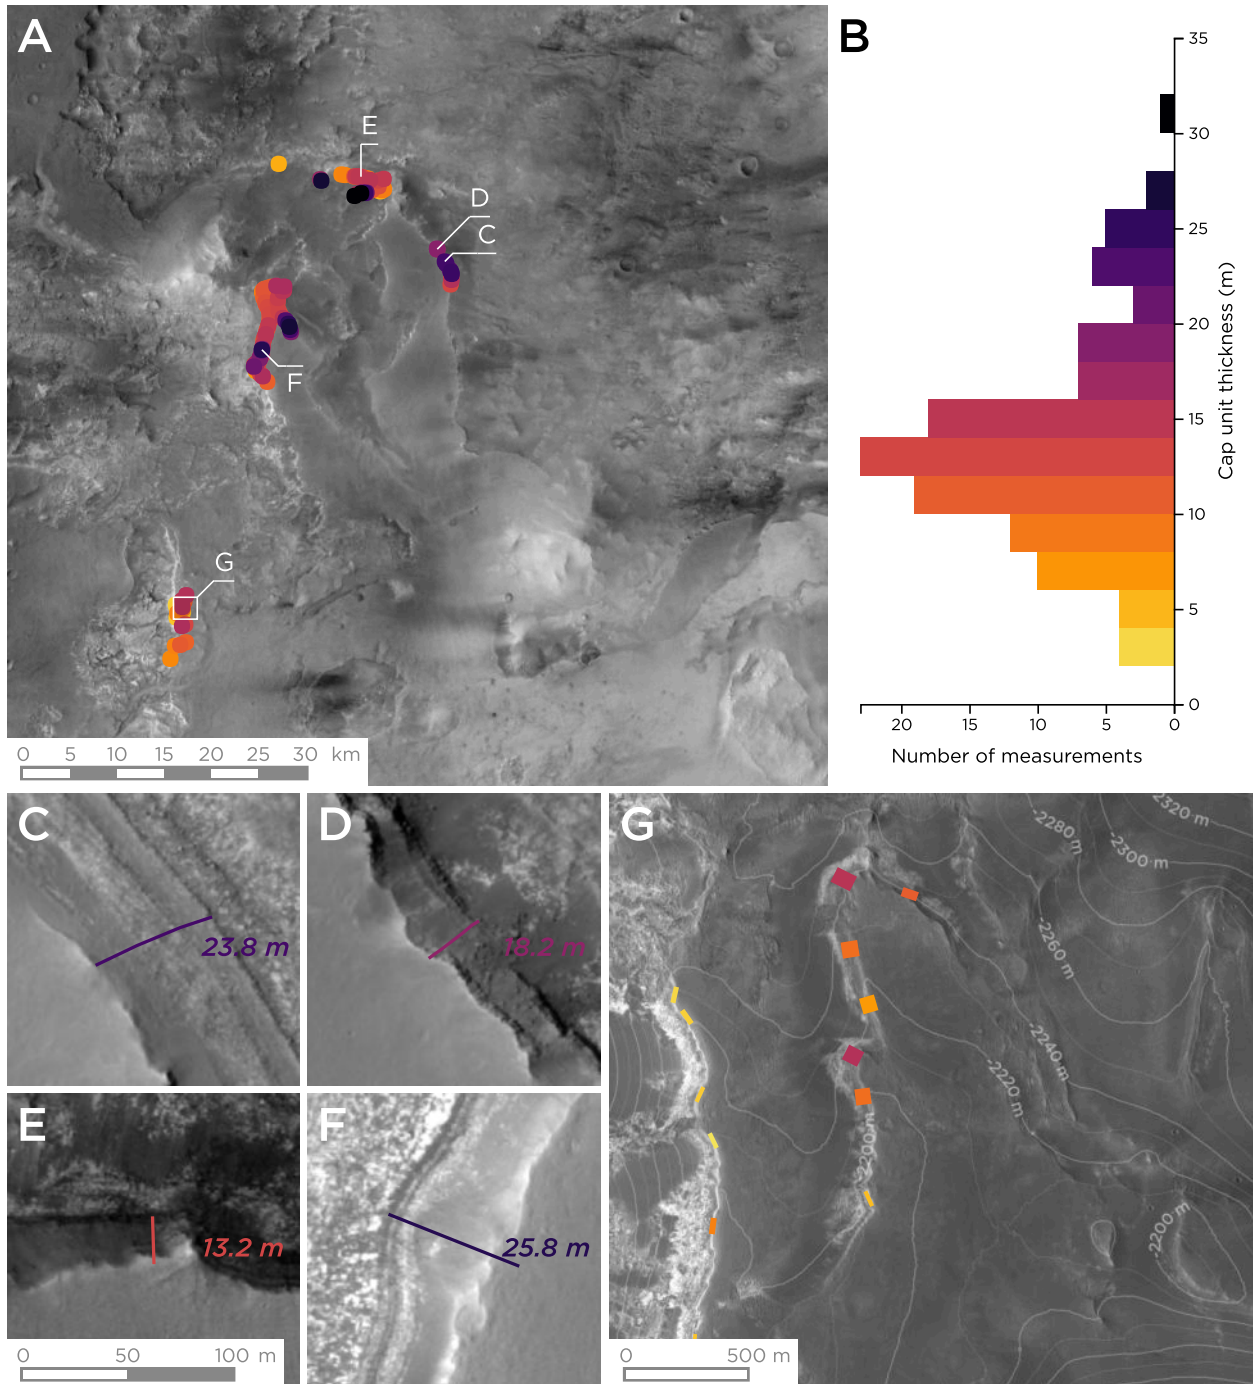 A
E
D
C
F
G
0 5 10 15 20 25 30 km
B
35
30
25
20
15
10
5
0
Cap unit thickness (m)
20 15 10 5 0
Number of measurements
C
23.8 m
D
18.2 m
E
13.2 m
0 50 100 m
F
25.8 m
G
-2320 m
-2280 m
-2300 m
-2260 m
-2240 m
-2220 m
-2200 m
-2200 m
0 500 m